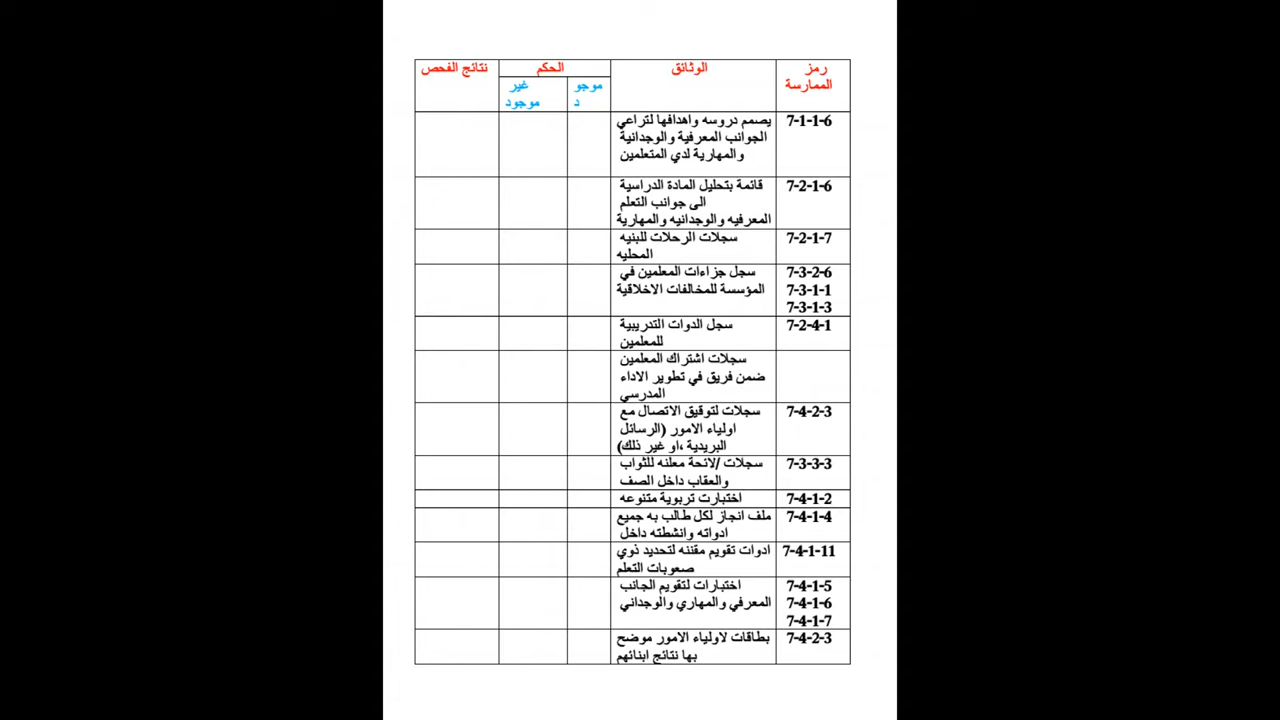 رمز
الممارسة
الوثائق
الحكم
نتائج الفحص
موجو
د
غير
موجود
7-1-1-6
يصمم دروسه واهدافها لتراعي
الجوانب المعرفية والوجدانية
والمهارية لدي المتعلمين
7-2-1-6
قائمة بتحليل المادة الدراسية
الى جوانب التعلم
المعرفيه والوجدانيه والمهارية
7-2-1-7
سجلات الرحلات للبنيه
المحليه
7-3-2-6
7-3-1-1
7-3-1-3
سجل جزاءات المعلمين في
المؤسسة للمخالفات الاخلاقية
7-2-4-1
سجل الدوات التدريبية
للمعلمين
سجلات اشتراك المعلمين
ضمن فريق في تطوير الاداء
المدرسي
7-4-2-3
سجلات لتوقيق الاتصال مع
اولياء الامور (الرسائل
البريدية ،او غير ذلك)
7-3-3-3
سجلات /لائحة معلنه للثواب
والعقاب داخل الصف
7-4-1-2
اختبارت تربوية متنوعه
7-4-1-4
ملف انجاز لكل طالب به جميع
ادواته وانشطته داخل
7-4-1-11
ادوات تقويم مقننه لتحديد ذوي
صعوبات التعلم
7-4-1-5
7-4-1-6
7-4-1-7
اختبارات لتقويم الجانب
المعرفي والمهاري والوجداني
7-4-2-3
بطاقات لاولياء الامور موضح
بها نتائج ابنائهم